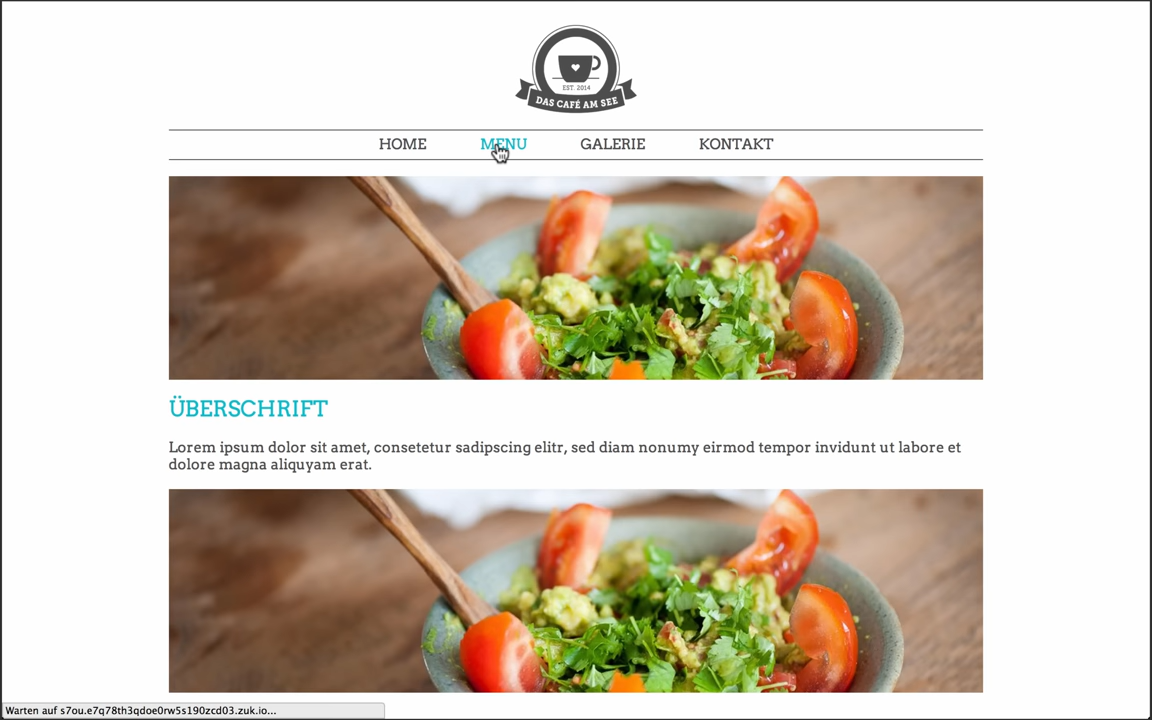 EST. 2014
DAS CAFÉ AM SEE
HOME MENU GALERIE KONTAKT
ÜBERSCHRIFT
Lorem ipsum dolor sit amet, consetetur sadipscing elitr, sed diam nonumy eirmod tempor invidunt ut labore et
dolore magna aliquyam erat.
Warten auf s7ou.e7q78th3qdoe0rw5s190zcd03.zuk.io...